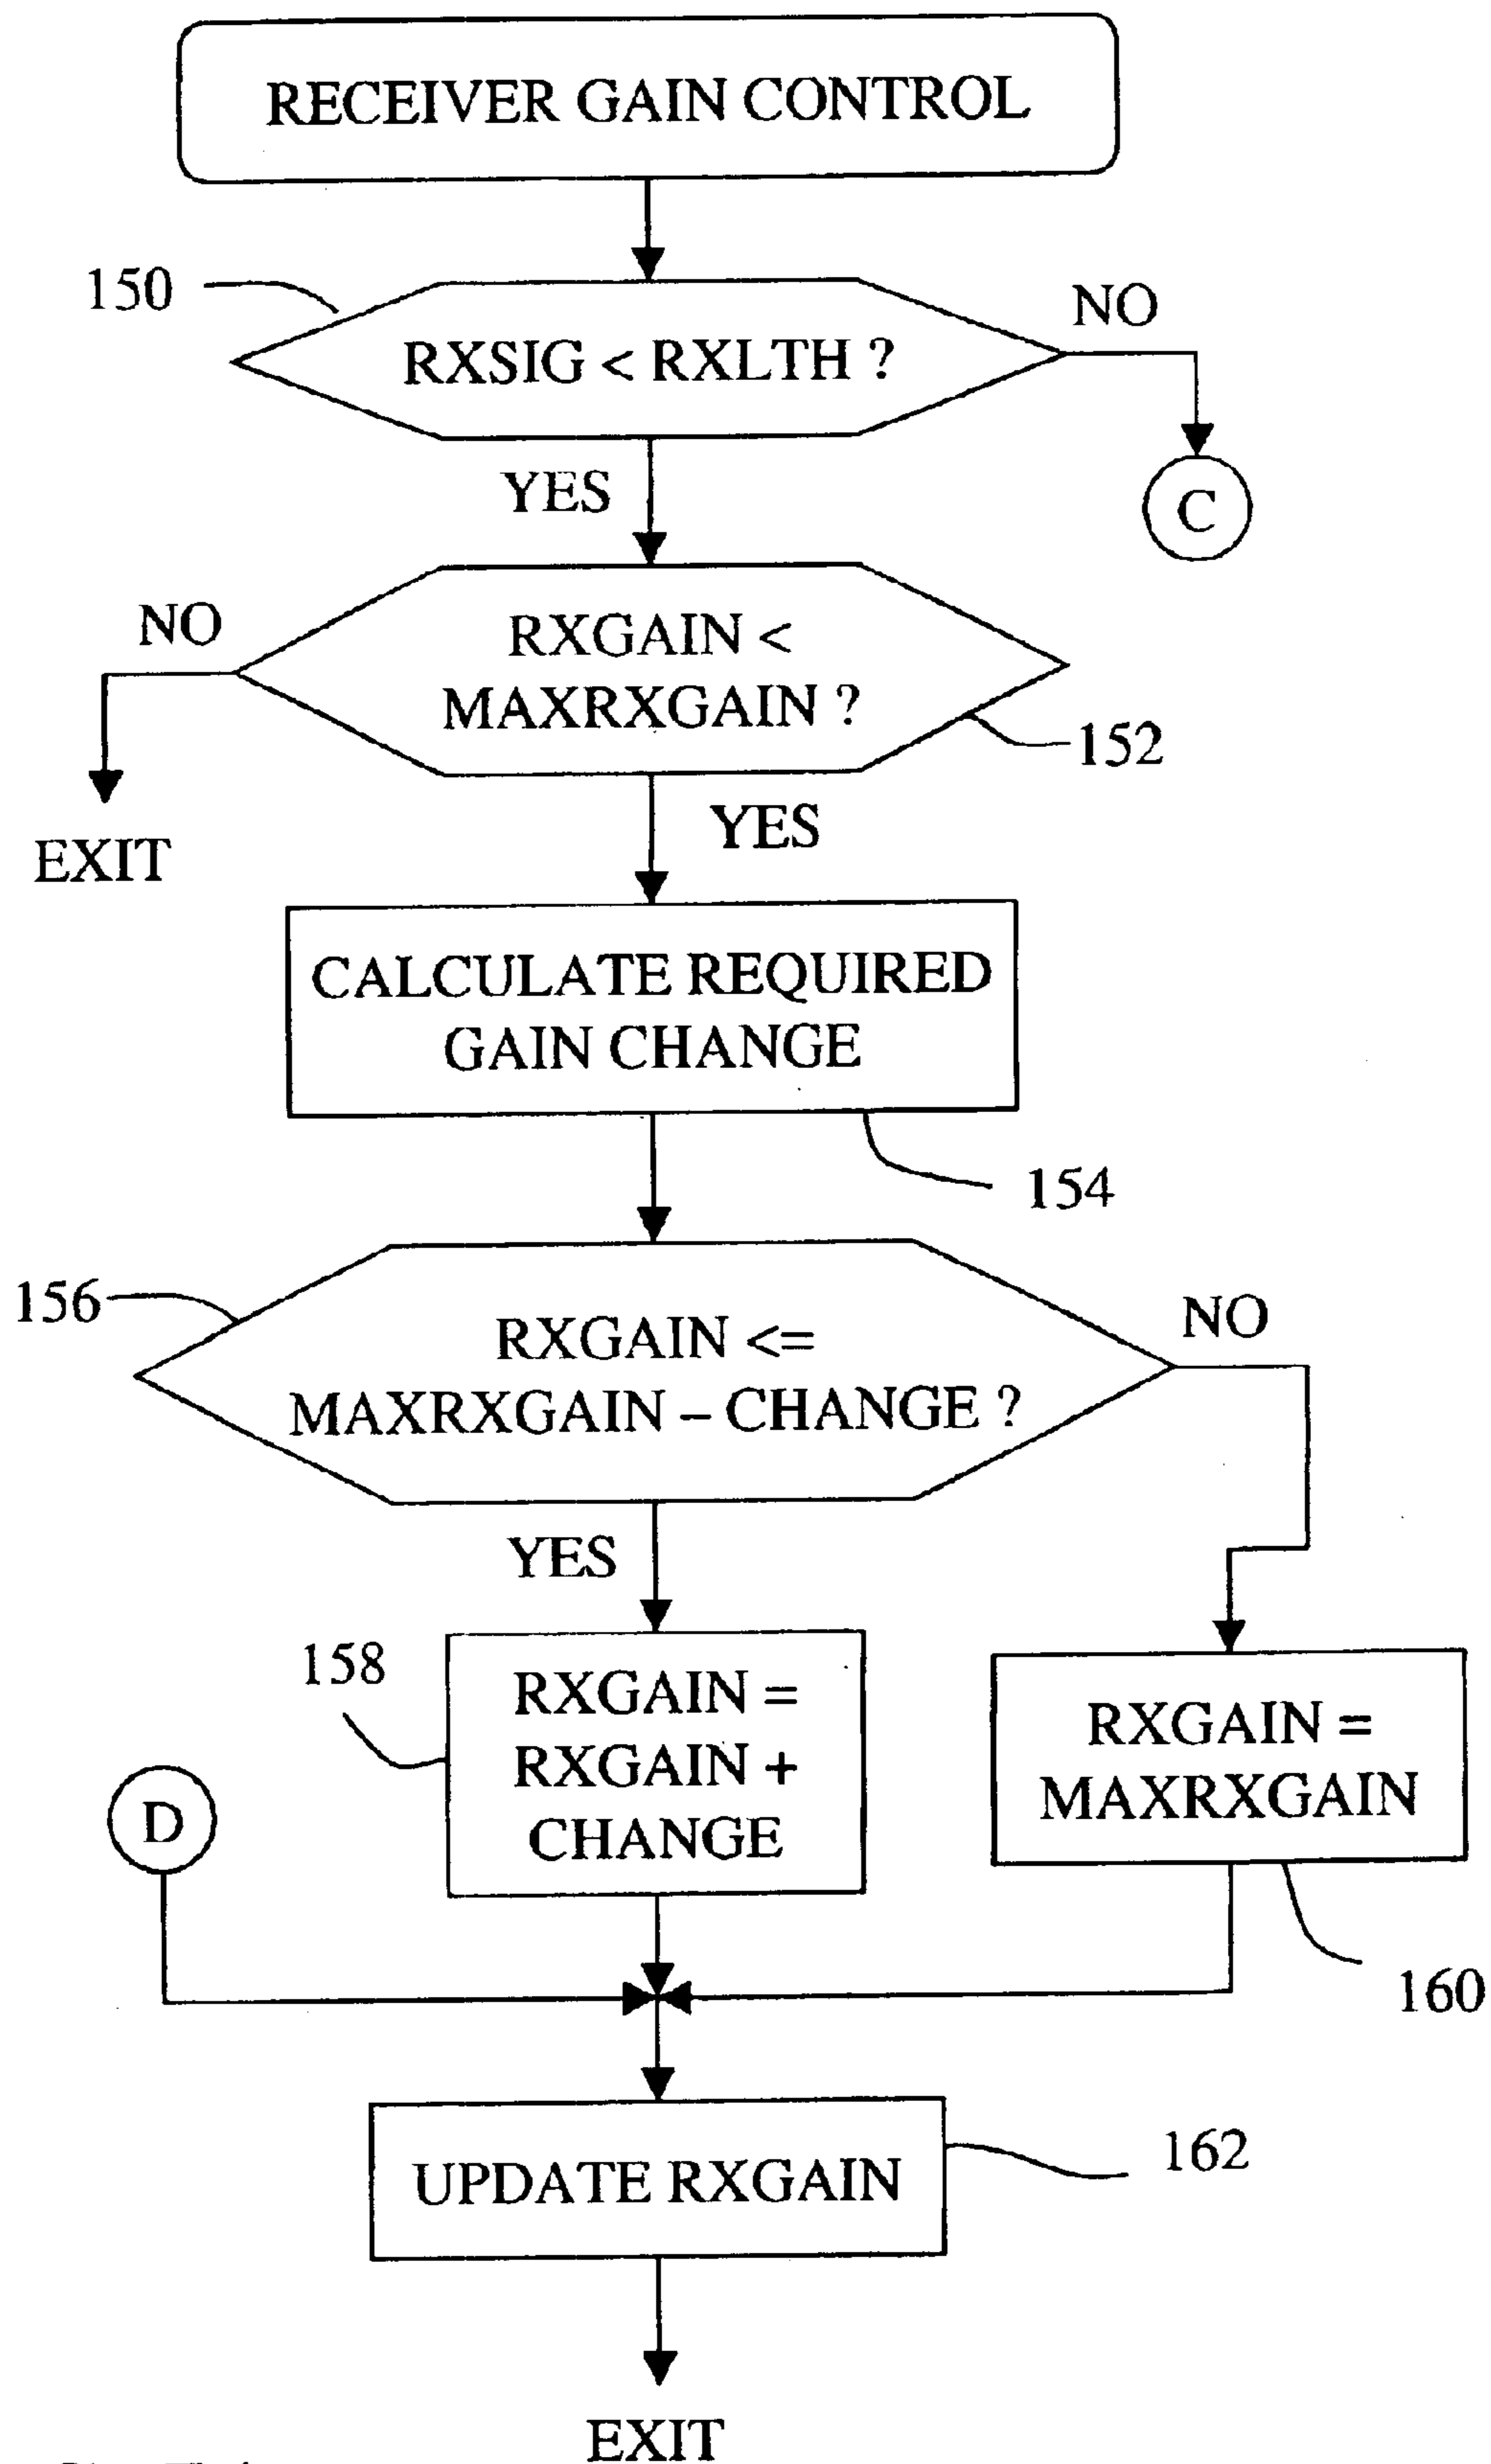 RECEIVER GAIN CONTROL
150
RXSIG < RXLTH ?
NO
C
YES
NO
RXGAIN <
MAXRXGAIN ?
152
EXIT
YES
CALCULATE REQUIRED
GAIN CHANGE
154
156
RXGAIN <=
MAXRXGAIN – CHANGE ?
NO
YES
158
RXGAIN =
RXGAIN +
CHANGE
RXGAIN =
MAXRXGAIN
D
160
UPDATE RXGAIN
162
EXIT